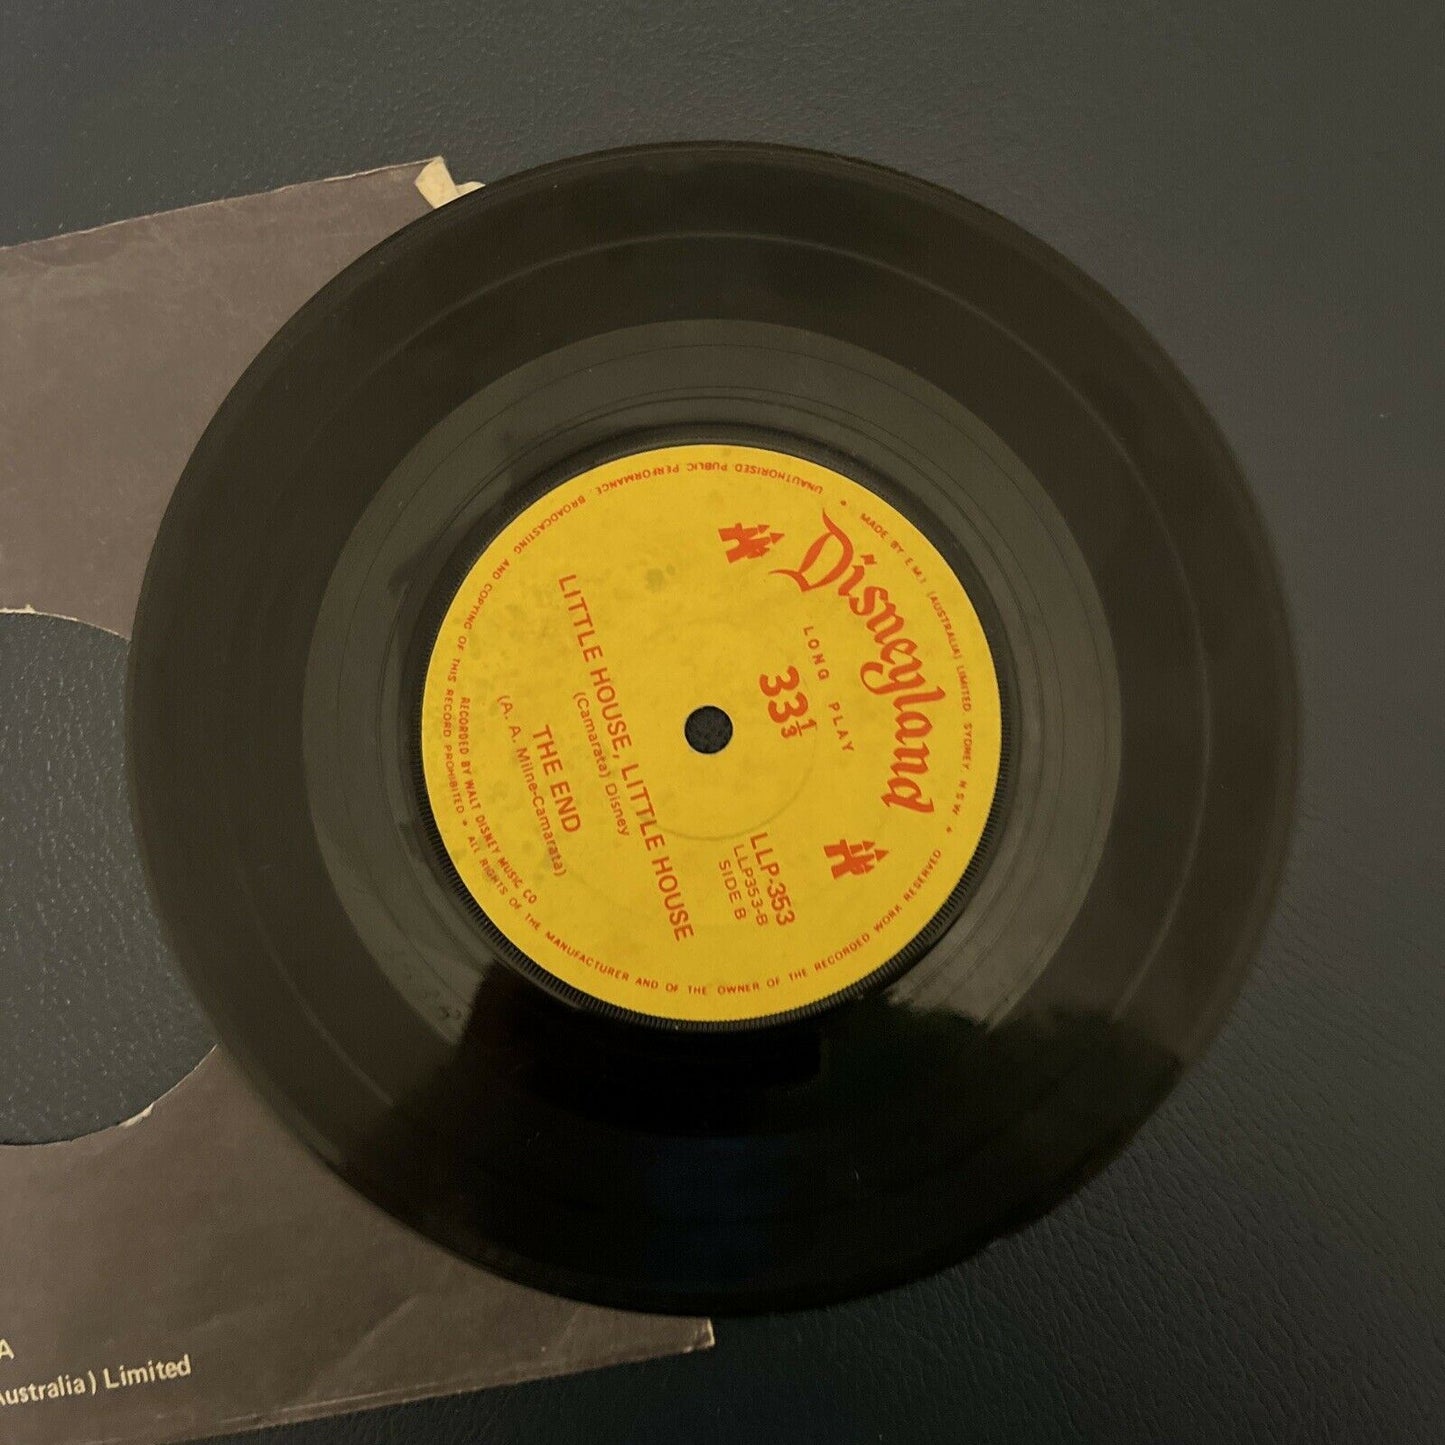 Disneyland
LONG PLAY
33⅓
LLP-353
LLP353-B
SIDE B
LITTLE HOUSE, LITTLE HOUSE
(Camarata) Disney
THE END
(A. A. Milne-Camarata)
RECORDED BY WALT DISNEY MUSIC CO
MADE BY E.M.I (AUSTRALIA) LIMITED SYDNEY N S W * ALL RIGHTS OF THE MANUFACTURER AND OF THE OWNER OF THE RECORDED WORK RESERVED * UNAUTHORISED PUBLIC PERFORMANCE BROADCASTING AND COPYING OF THIS RECORD PROHIBITED *
A
Australia) Limited